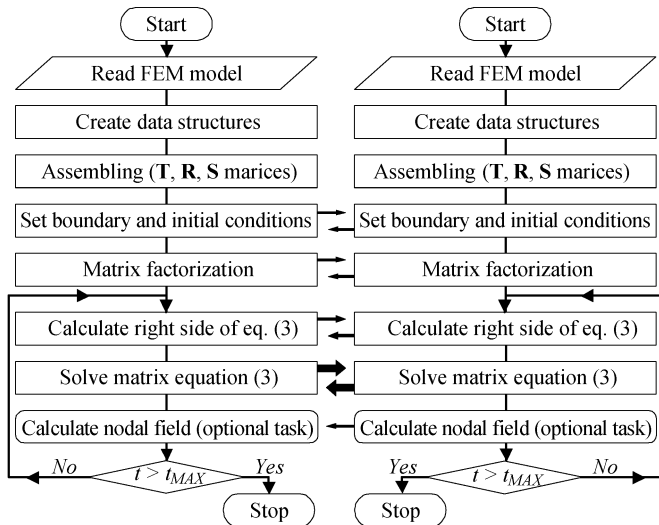 Start
Start
Read FEM model
Read FEM model
Create data structures
Create data structures
Assembling (T, R, S marices)
Assembling (T, R, S marices)
Set boundary and initial conditions
Set boundary and initial conditions
Matrix factorization
Matrix factorization
Calculate right side of eq. (3)
Calculate right side of eq. (3)
Solve matrix equation (3)
Solve matrix equation (3)
Calculate nodal field (optional task)
Calculate nodal field (optional task)
No
t > tMAX
Yes
Yes
t > tMAX
No
Stop
Stop